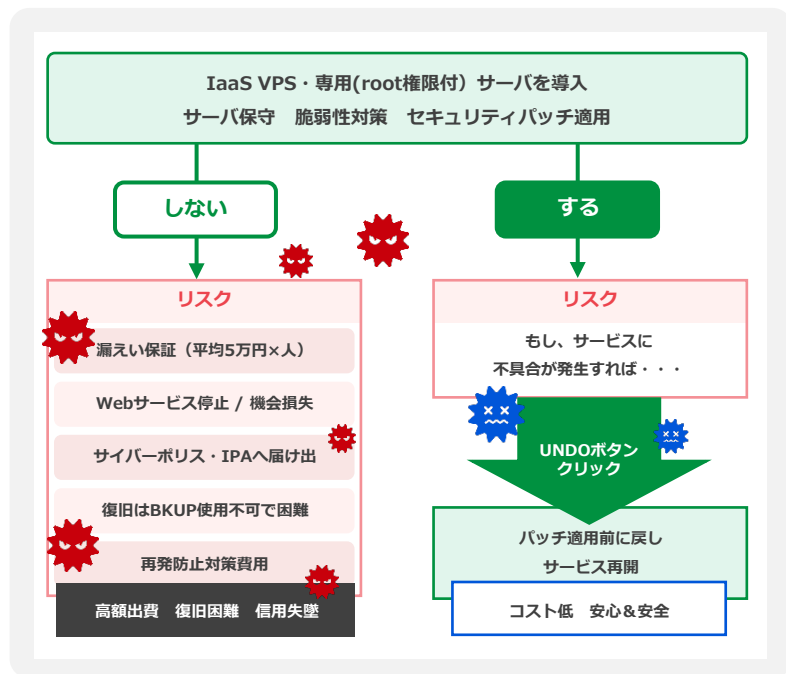 IaaS VPS・専用(root権限付）サーバを導入
サーバ保守　脆弱性対策　セキュリティパッチ適用
しない
リスク
漏えい保証（平均5万円×人）
Webサービス停止 / 機会損失
サイバーポリス・IPAへ届け出
復旧はBKUP使用不可で困難
再発防止対策費用
高額出費　復旧困難　信用失墜
する
リスク
もし、サービスに
不具合が発生すれば・・・
UNDOボタン
クリック
パッチ適用前に戻し
サービス再開
コスト低　安心＆安全